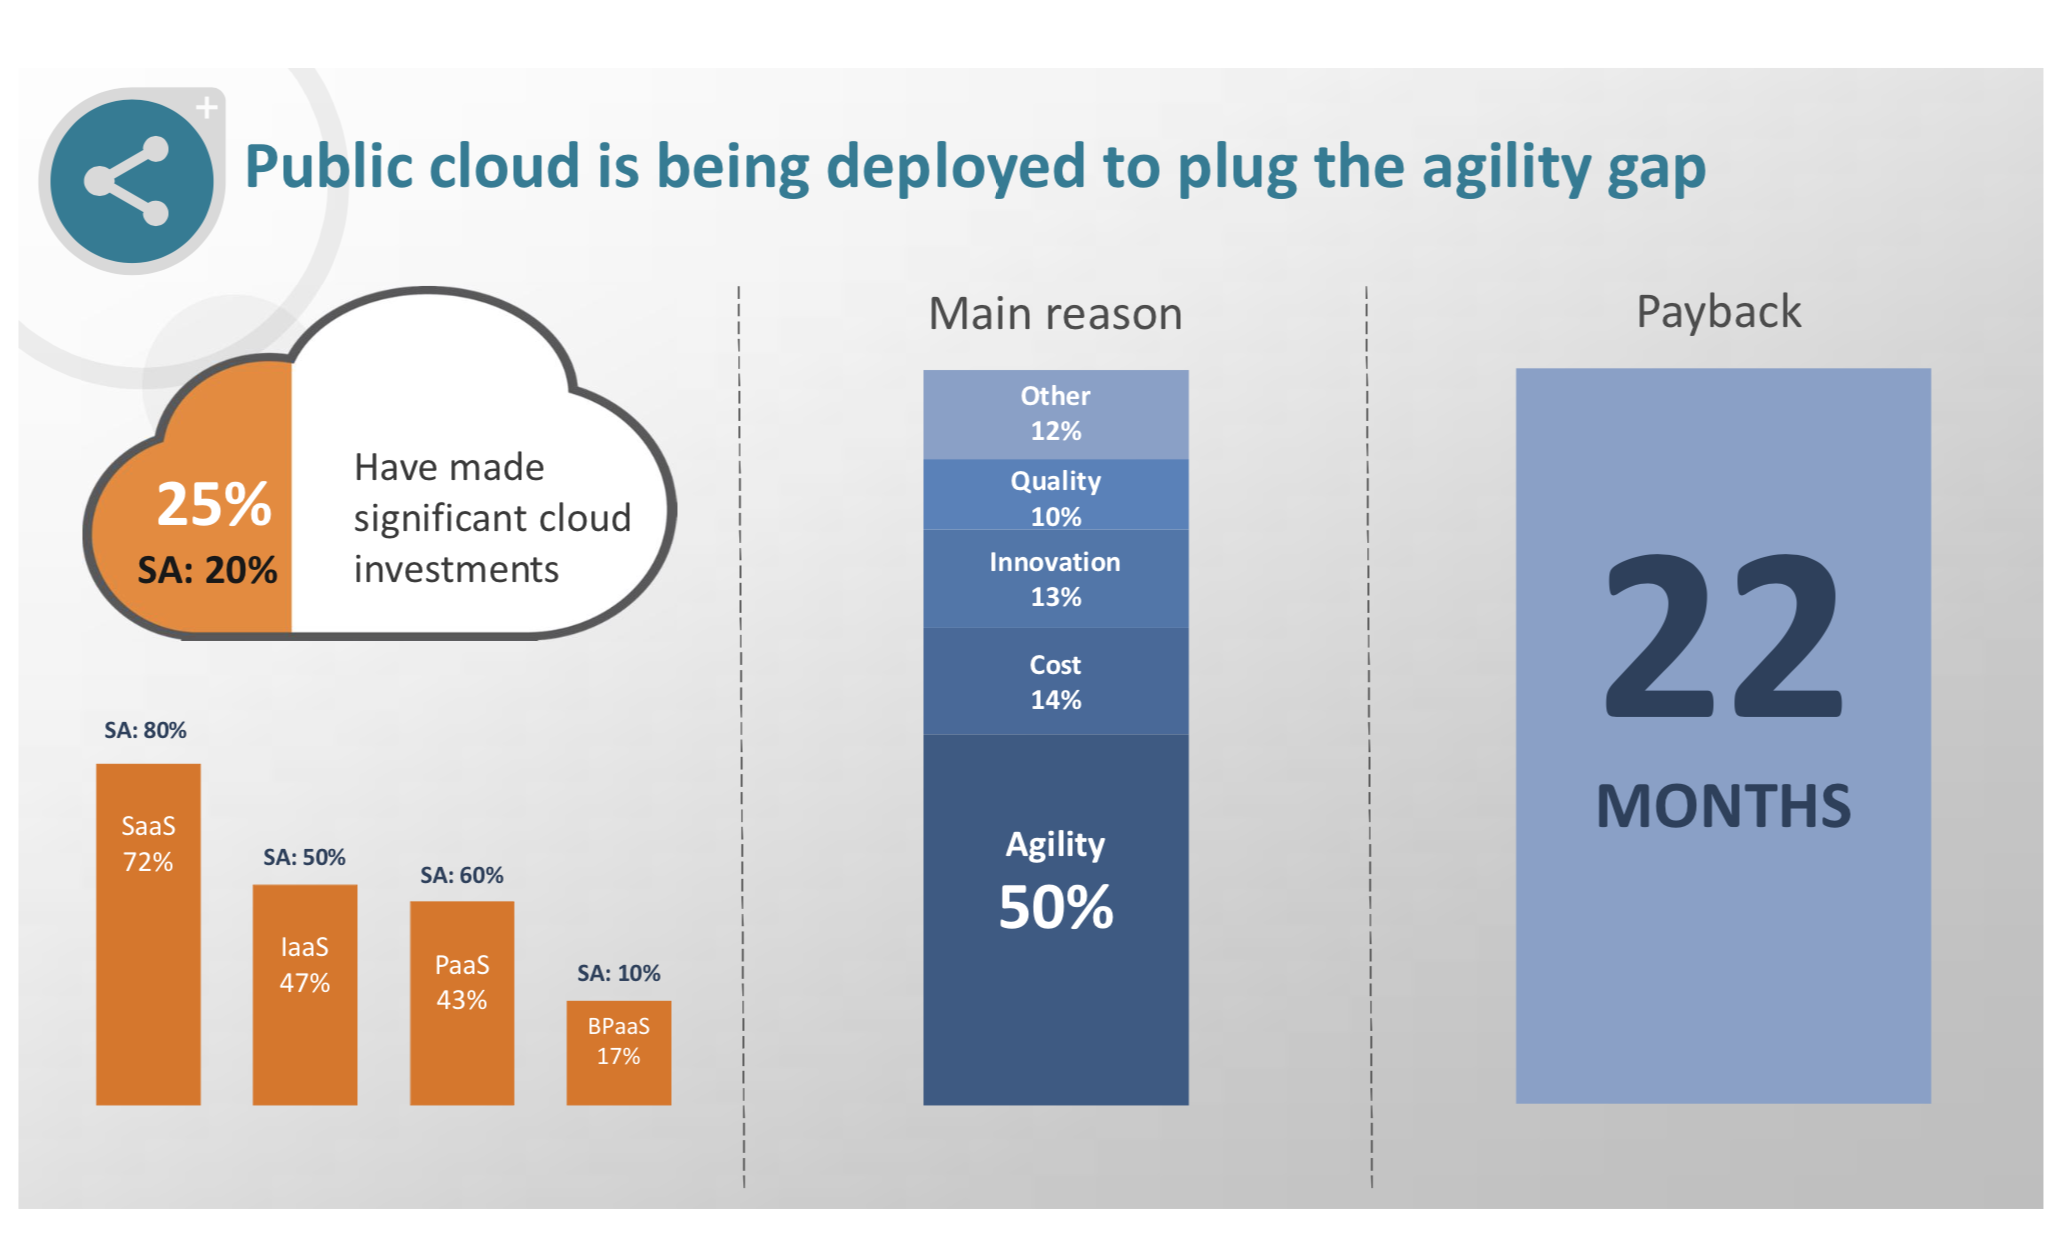 Public cloud is being deployed to plug the agility gap
25%
SA: 20%
Have made
significant cloud
investments
SA: 80%
SaaS
72%
SA: 50%
IaaS
47%
SA: 60%
PaaS
43%
SA: 10%
BPaaS
17%
Main reason
Other
12%
Quality
10%
Innovation
13%
Cost
14%
Agility
50%
Payback
22
MONTHS